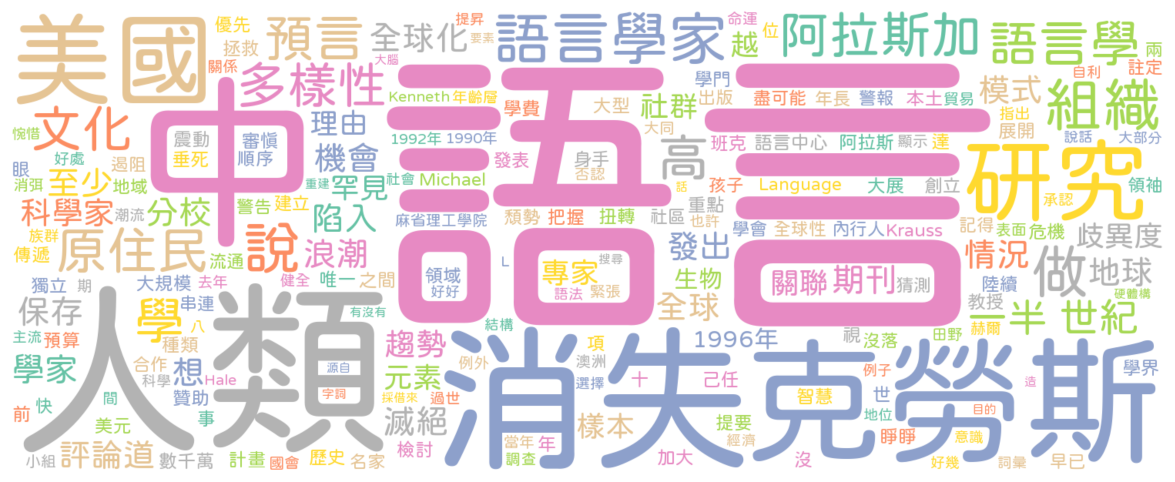 優先 提昇 命運 位
美國 預言 全球化 要素 語言學家 越 阿拉斯加 語言學 兩
拯救 大腦
關係 多樣性 學門 自利 註定
Kenneth 年齡層 學費 大型 社群 出版 盡可能 年長 警報 本土 貿易 模式 組織
文化 中 震動 審慎 理由 1992年 1990年 大同 指出 展開 說話 大部分
惋惜 垂死 順序 語言 發表 身手 高 班克 語言中心 阿拉斯 顯示 達 研究
眼 好處 遏阻 機會 社會 Michael 否認 話 孩子 Language 大展 創立 領袖
消弭 至少 地域 重建 罕見 承認
科學家 潮流 分校 警告 建立 陷入 麻省理工學院 頹勢 把握 扭轉 社區 重點 也許 學會 全球性 內行人 Krauss 記得 表面 危機
族群 傳遞 原住民 流通 說 浪潮 發出 情況 歧異度
獨立 期 大規模 去年 健全 唯一 之間 領域 好好 L 專家 搜尋 語法 緊張 生物 關聯 期刊 猜測 陸續 做 地球
保存 串連 八 有沒有 全球 教授 硬體構
主流 預算 學 種類 人類 結構 項 1996年 視 沒落 田野 赫爾 一半 世紀
學家 合作 科學 想 Hale 源自 趨勢 例外 澳洲 消失 克勞斯 例子 學界
前 快 間 贊助 字詞 元素 採借來 過世 選擇 十 己任 智慧 世 地位 造
美元 事 滅絕 樣本 提要 目的
評論道 檢討 當年 年 經濟 沒 睜睜 意識
小組 數千萬 計畫 國會 歷史 名家 調查 加大 好幾 詞彙 早已